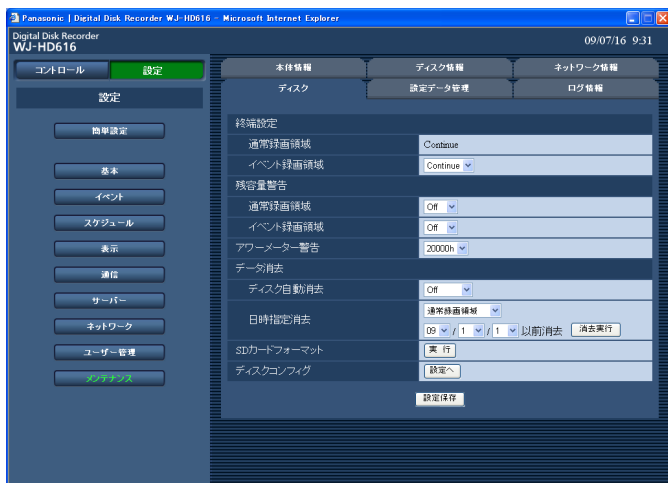 Panasonic | Digital Disk Recorder WJ-HD616 - Microsoft Internet Explorer
Digital Disk Recorder
WJ-HD616
09/07/16 9:31
コントロール 設定
設定
簡単設定
基本
イベント
スケジュール
表示
通信
サーバー
ネットワーク
ユーザー管理
メンテナンス
本体情報 ディスク情報 ネットワーク情報
ディスク 設定データ管理 ログ情報
終端設定
通常録画領域 Continue
イベント録画領域 Continue
残容量警告
通常録画領域 Off
イベント録画領域 Off
アワーメーター警告 20000h
データ消去
ディスク自動消去 Off
日時指定消去 通常録画領域
09 / 1 / 1 以前消去 消去実行
SDカードフォーマット 実 行
ディスクコンフィグ 設定へ
設定保存